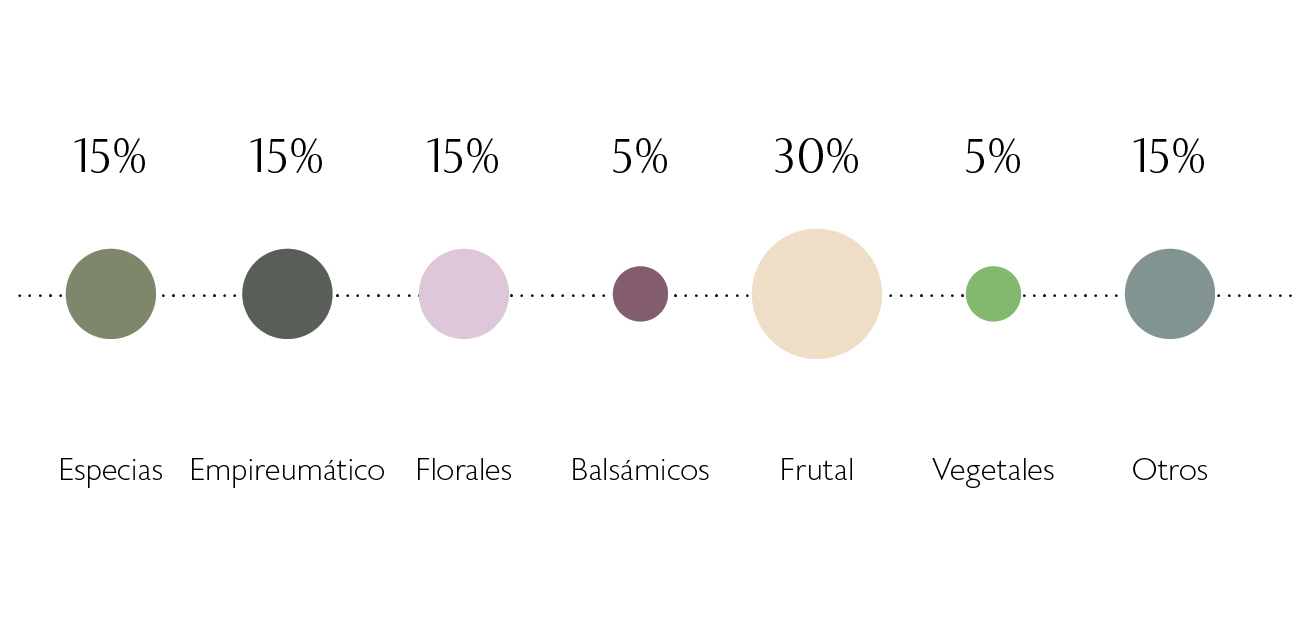 15% 15% 15% 5% 30% 5% 15%
Especias Empireumático Florales Balsámicos Frutal Vegetales Otros